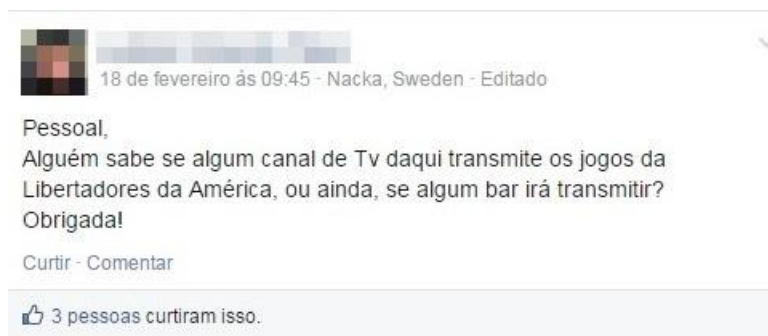 18 de fevereiro ás 09:45 · Nacka, Sweden · Editado
Pessoal,
Alguém sabe se algum canal de Tv daqui transmite os jogos da
Libertadores da América, ou ainda, se algum bar irá transmitir?
Obrigada!
Curtir · Comentar
3 pessoas curtiram isso.